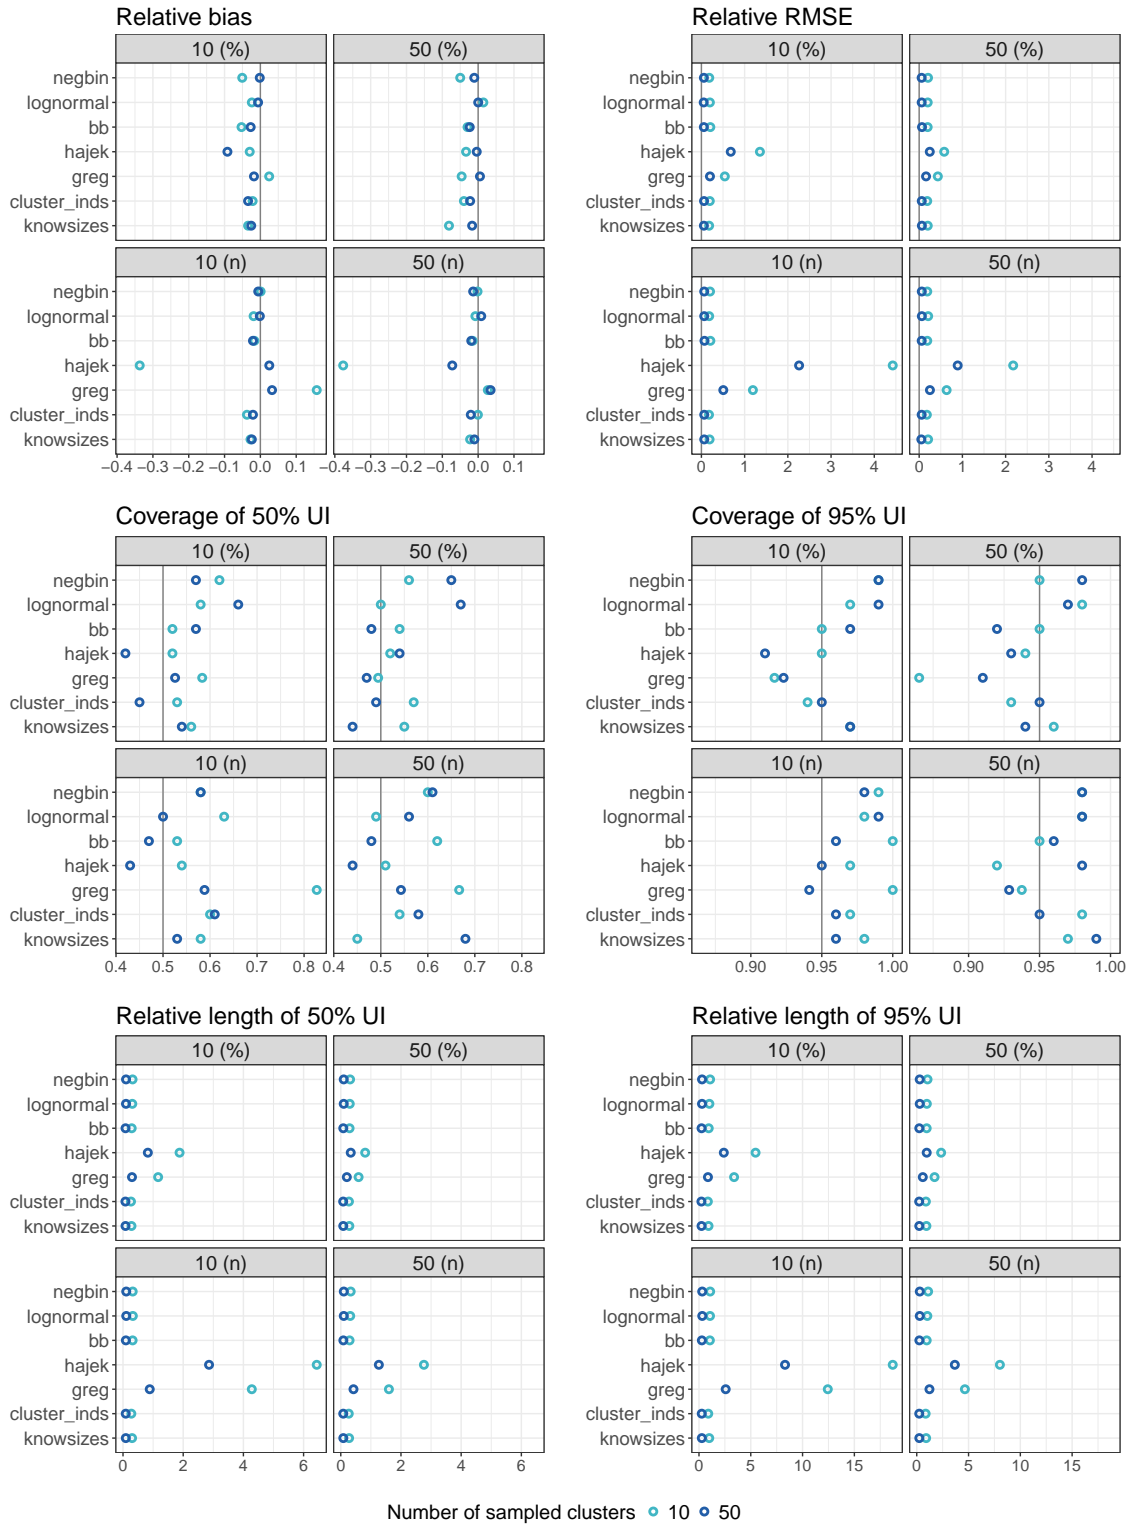 Relative bias
Relative RMSE
10 (%)
50 (%)
10 (%)
50 (%)
negbin
lognormal
bb
hajek
greg
cluster_inds
knowsizes
negbin
lognormal
bb
hajek
greg
cluster_inds
knowsizes
10 (n)
50 (n)
10 (n)
50 (n)
negbin
lognormal
bb
hajek
greg
cluster_inds
knowsizes
negbin
lognormal
bb
hajek
greg
cluster_inds
knowsizes
−0.4 −0.3 −0.2 −0.1 0.0 0.1 −0.4 −0.3 −0.2 −0.1 0.0 0.1
0 1 2 3 4 0 1 2 3 4
Coverage of 50% UI
Coverage of 95% UI
10 (%)
50 (%)
10 (%)
50 (%)
negbin
lognormal
bb
hajek
greg
cluster_inds
knowsizes
negbin
lognormal
bb
hajek
greg
cluster_inds
knowsizes
10 (n)
50 (n)
10 (n)
50 (n)
negbin
lognormal
bb
hajek
greg
cluster_inds
knowsizes
negbin
lognormal
bb
hajek
greg
cluster_inds
knowsizes
0.4 0.5 0.6 0.7 0.8 0.4 0.5 0.6 0.7 0.8
0.90 0.95 1.00 0.90 0.95 1.00
Relative length of 50% UI
Relative length of 95% UI
10 (%)
50 (%)
10 (%)
50 (%)
negbin
lognormal
bb
hajek
greg
cluster_inds
knowsizes
negbin
lognormal
bb
hajek
greg
cluster_inds
knowsizes
10 (n)
50 (n)
10 (n)
50 (n)
negbin
lognormal
bb
hajek
greg
cluster_inds
knowsizes
negbin
lognormal
bb
hajek
greg
cluster_inds
knowsizes
0 2 4 6 0 2 4 6
0 5 10 15 0 5 10 15
Number of sampled clusters 10 50